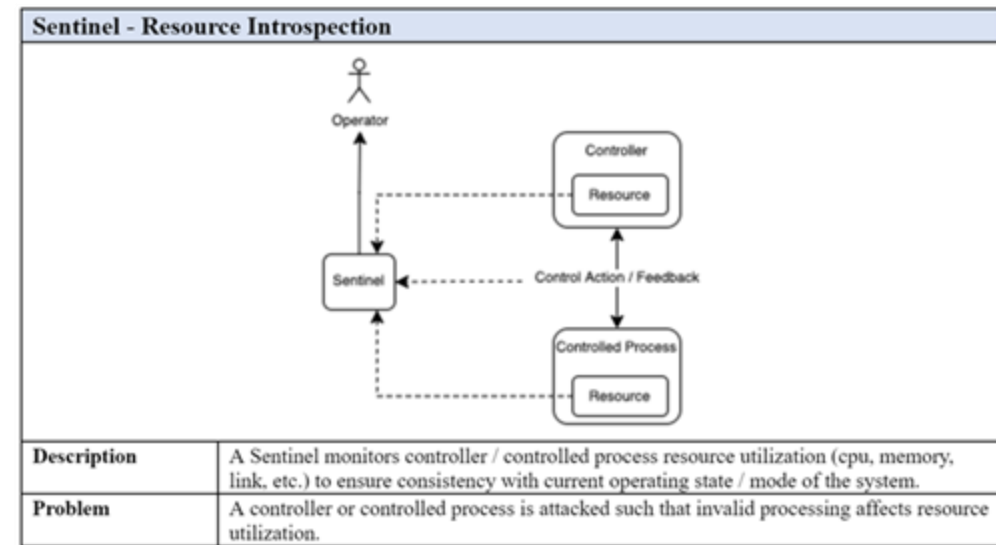 Sentinel - Resource Introspection
Operator
Controller
Resource
Sentinel
Control Action / Feedback
Controlled Process
Resource
Description
A Sentinel monitors controller / controlled process resource utilization (cpu, memory,
link, etc.) to ensure consistency with current operating state / mode of the system.
Problem
A controller or controlled process is attacked such that invalid processing affects resource
utilization.